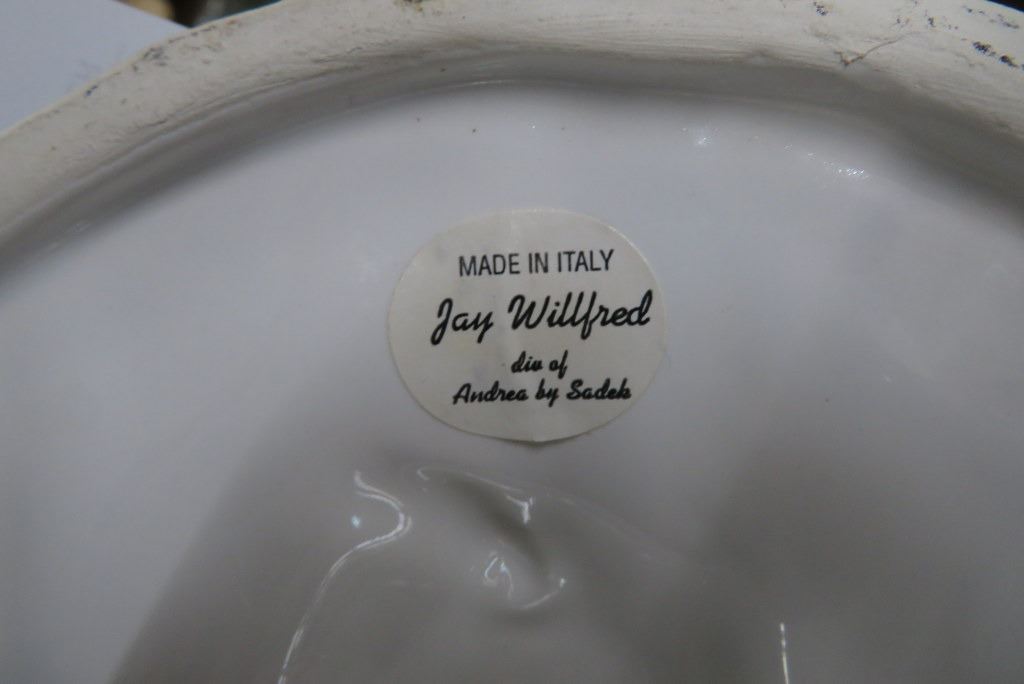 MADE IN ITALY
Jay Willfred
div of
Andrea by Sadek